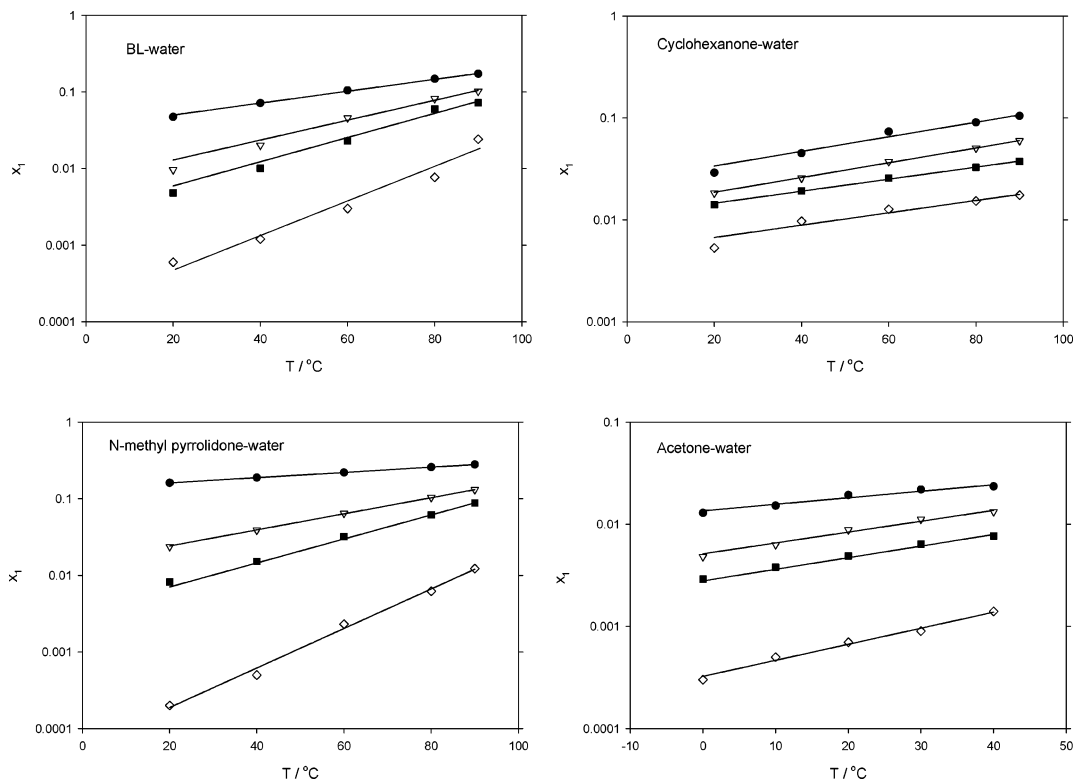 BL-water
1
0.1
0.01
0.001
0.0001
x1
0 20 40 60 80 100
T / °C
Cyclohexanone-water
1
0.1
0.01
0.001
x1
0 20 40 60 80 100
T / °C
N-methyl pyrrolidone-water
1
0.1
0.01
0.001
0.0001
x1
0 20 40 60 80 100
T / °C
Acetone-water
0.1
0.01
0.001
0.0001
x1
-10 0 10 20 30 40 50
T / °C